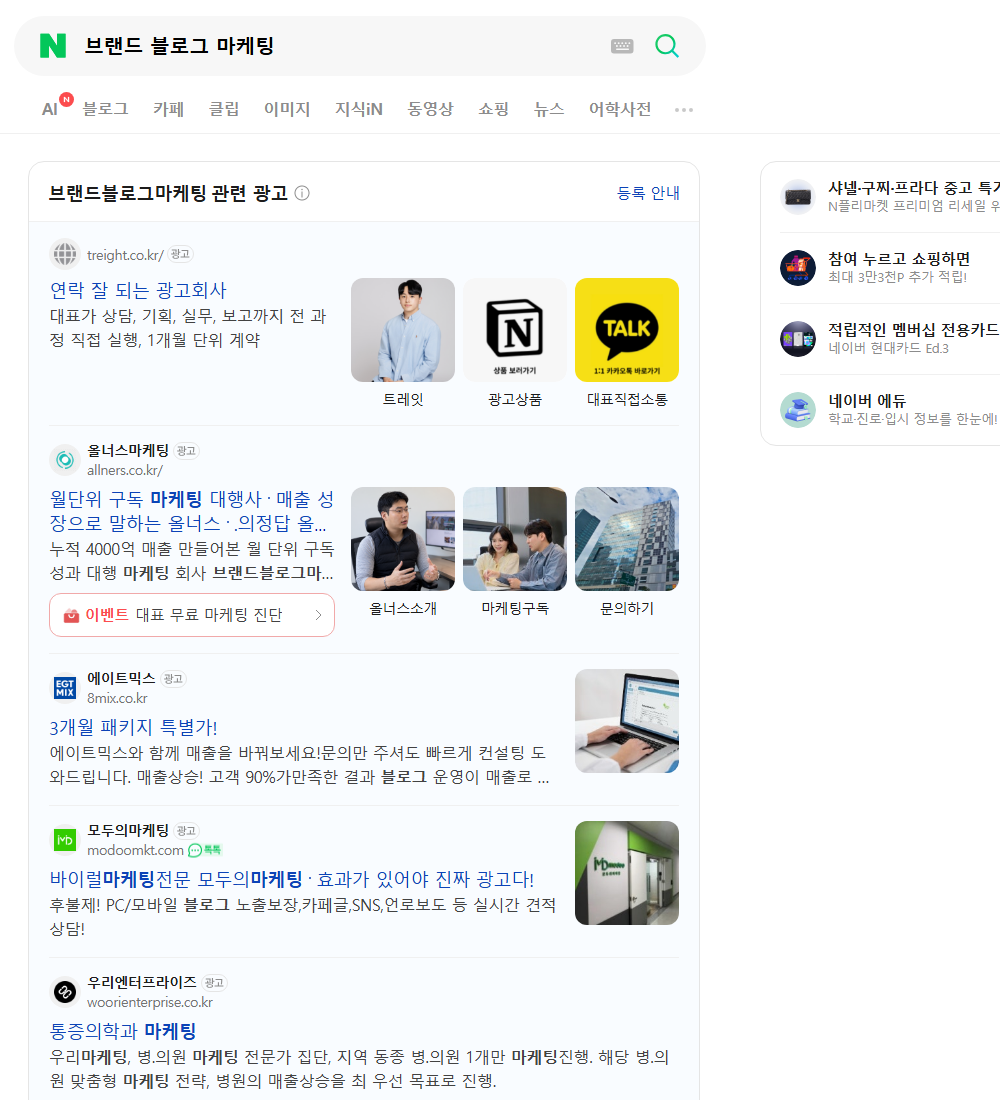 N 브랜드 블로그 마케팅
AI N 블로그 카페 클립 이미지 지식iN 동영상 쇼핑 뉴스 어학사전
브랜드블로그마케팅 관련 광고 등록 안내
treight.co.kr/ 광고
연락 잘 되는 광고회사
대표가 상담, 기획, 실무, 보고까지 전 과
정 직접 실행, 1개월 단위 계약
N
상품 보러가기
TALK
1:1 카카오톡 바로가기
트레잇 광고상품 대표직접소통
올너스마케팅 광고
allners.co.kr/
월단위 구독 마케팅 대행사 · 매출 성
장으로 말하는 올너스 · .의정답 올...
누적 4000억 매출 만들어본 월 단위 구독
성과 대행 마케팅 회사 브랜드블로그마...
이벤트 대표 무료 마케팅 진단
올너스소개 마케팅구독 문의하기
EGT
MIX
에이트믹스 광고
8mix.co.kr
3개월 패키지 특별가!
에이트믹스와 함께 매출을 바꿔보세요!문의만 주셔도 빠르게 컨설팅 도
와드립니다. 매출상승! 고객 90%가만족한 결과 블로그 운영이 매출로 ...
모두의마케팅 광고
modoomkt.com 톡톡
바이럴마케팅전문 모두의마케팅 · 효과가 있어야 진짜 광고다!
후불제! PC/모바일 블로그 노출보장,카페글,SNS,언로보도 등 실시간 견적
상담!
우리엔터프라이즈 광고
woorienterprise.co.kr
통증의학과 마케팅
우리마케팅, 병.의원 마케팅 전문가 집단, 지역 동종 병.의원 1개만 마케팅진행. 해당 병.의
원 맞춤형 마케팅 전략, 병원의 매출상승을 최 우선 목표로 진행.
샤넬·구찌·프라다 중고 특가
N플리마켓 프리미엄 리세일
참여 누르고 쇼핑하면
최대 3만3천P 추가 적립!
적립적인 멤버십 전용카드
네이버 현대카드 Ed.3
네이버 에듀
학교·진로·입시 정보를 한눈에!